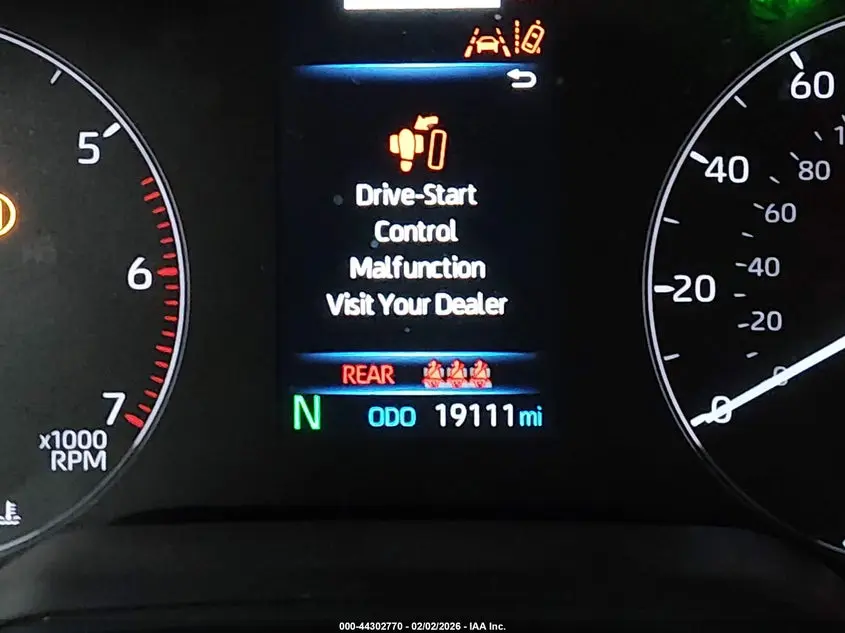 5
6
7
x1000
RPM
Drive-Start
Control
Malfunction
Visit Your Dealer
REAR
N ODO 19111 mi
60
40
20
0
80
60
40
20
0
000-44302770 - 02/02/2026 - IAA Inc.